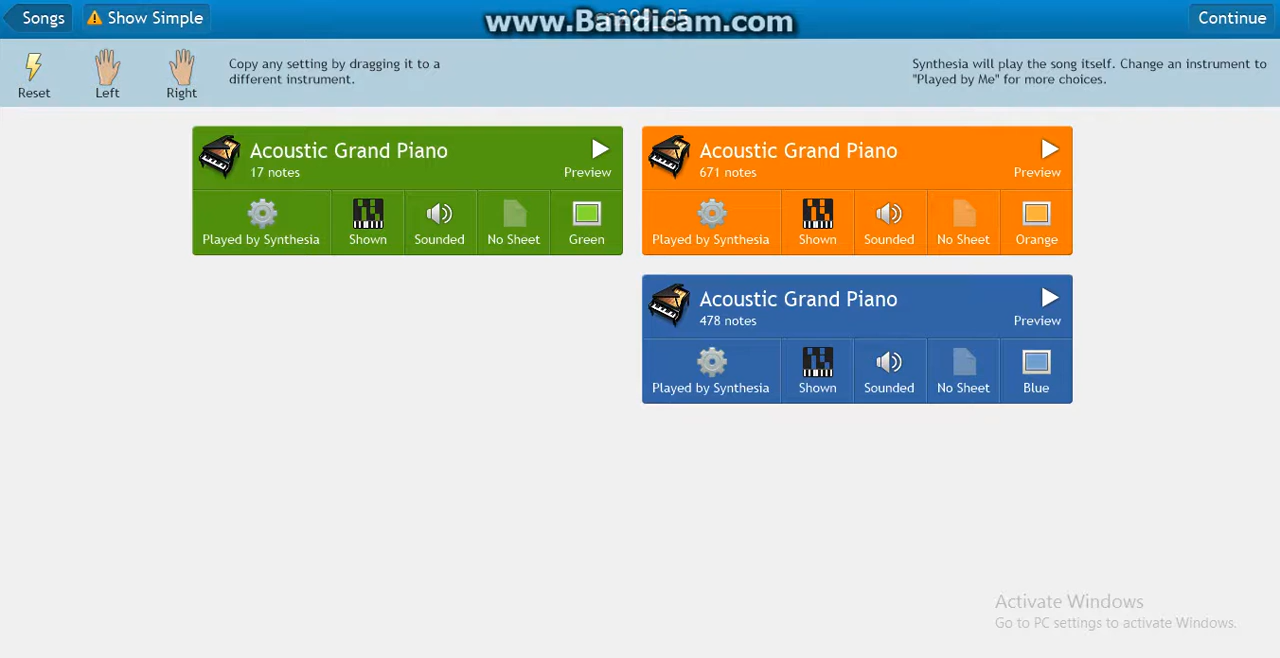 Songs
Show Simple
www.Bandicam.com
Continue
Reset
Left
Right
Copy any setting by dragging it to a
different instrument.
Synthesia will play the song itself. Change an instrument to
"Played by Me" for more choices.
Acoustic Grand Piano
17 notes
Preview
Played by Synthesia
Shown
Sounded
No Sheet
Green
Acoustic Grand Piano
671 notes
Preview
Played by Synthesia
Shown
Sounded
No Sheet
Orange
Acoustic Grand Piano
478 notes
Preview
Played by Synthesia
Shown
Sounded
No Sheet
Blue
Activate Windows
Go to PC settings to activate Windows.